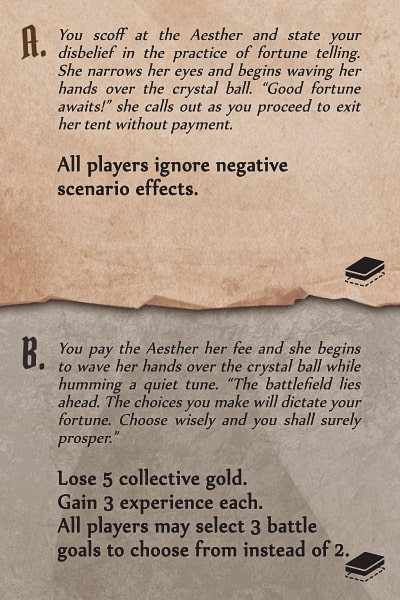 A. You scoff at the Aesther and state your
disbelief in the practice of fortune telling.
She narrows her eyes and begins waving her
hands over the crystal ball. “Good fortune
awaits!” she calls out as you proceed to exit
her tent without payment.
All players ignore negative
scenario effects.
B. You pay the Aesther her fee and she begins
to wave her hands over the crystal ball while
humming a quiet tune. “The battlefield lies
ahead. The choices you make will dictate your
fortune. Choose wisely and you shall surely
prosper.”
Lose 5 collective gold.
Gain 3 experience each.
All players may select 3 battle
goals to choose from instead of 2.